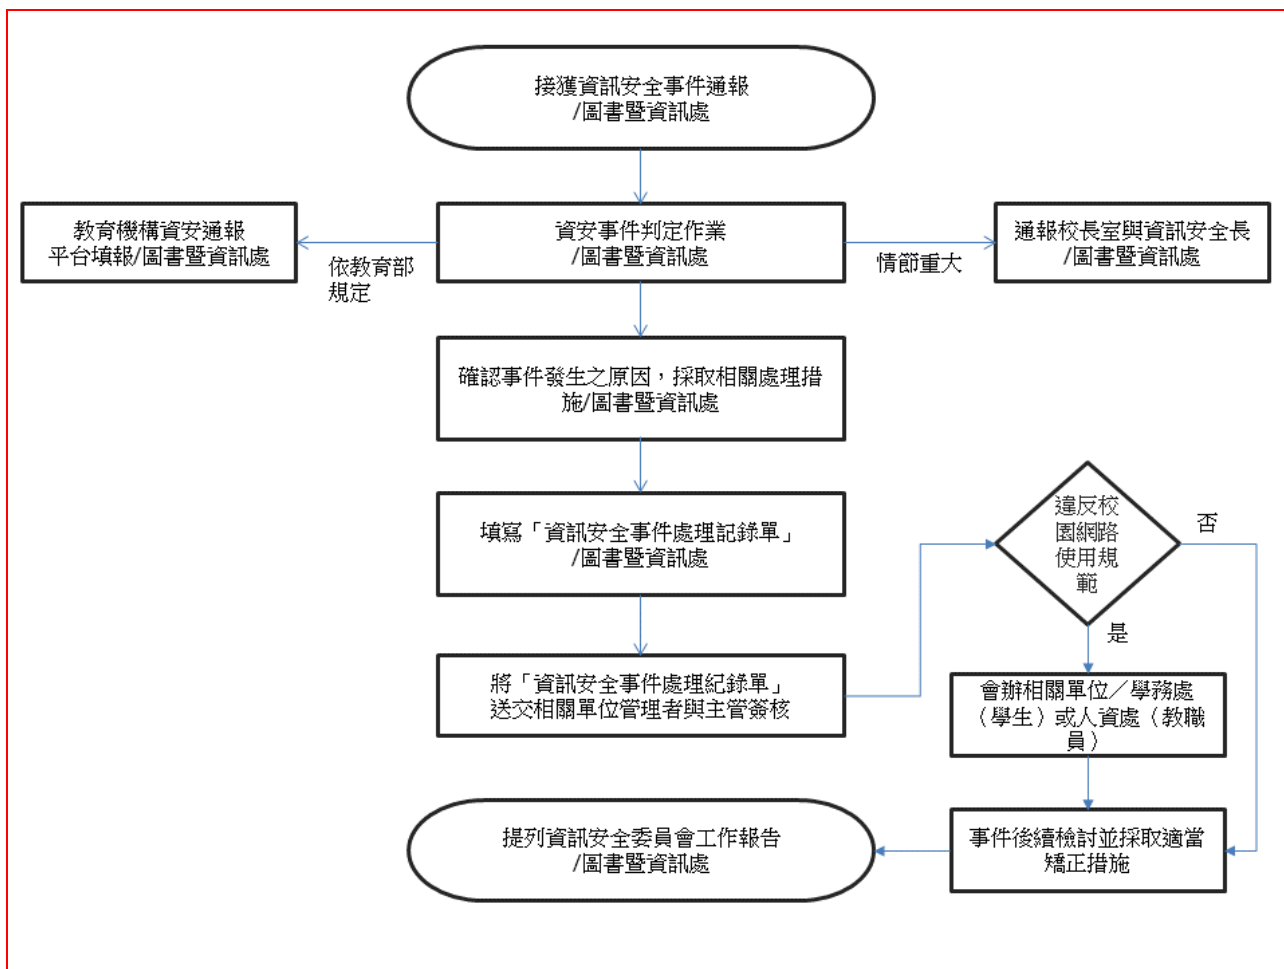 接獲資訊安全事件通報
/圖書暨資訊處
教育機構資安通報
平台填報/圖書暨資訊處
依教育部
規定
資安事件判定作業
/圖書暨資訊處
情節重大
通報校長室與資訊安全長
/圖書暨資訊處
確認事件發生之原因，採取相關處理措
施/圖書暨資訊處
填寫「資訊安全事件處理記錄單」
/圖書暨資訊處
將「資訊安全事件處理紀錄單」
送交相關單位管理者與主管簽核
違反校
園網路
使用規
範
否
是
會辦相關單位／學務處
（學生）或人資處（教職
員）
事件後續檢討並採取適當
矯正措施
提列資訊安全委員會工作報告
/圖書暨資訊處